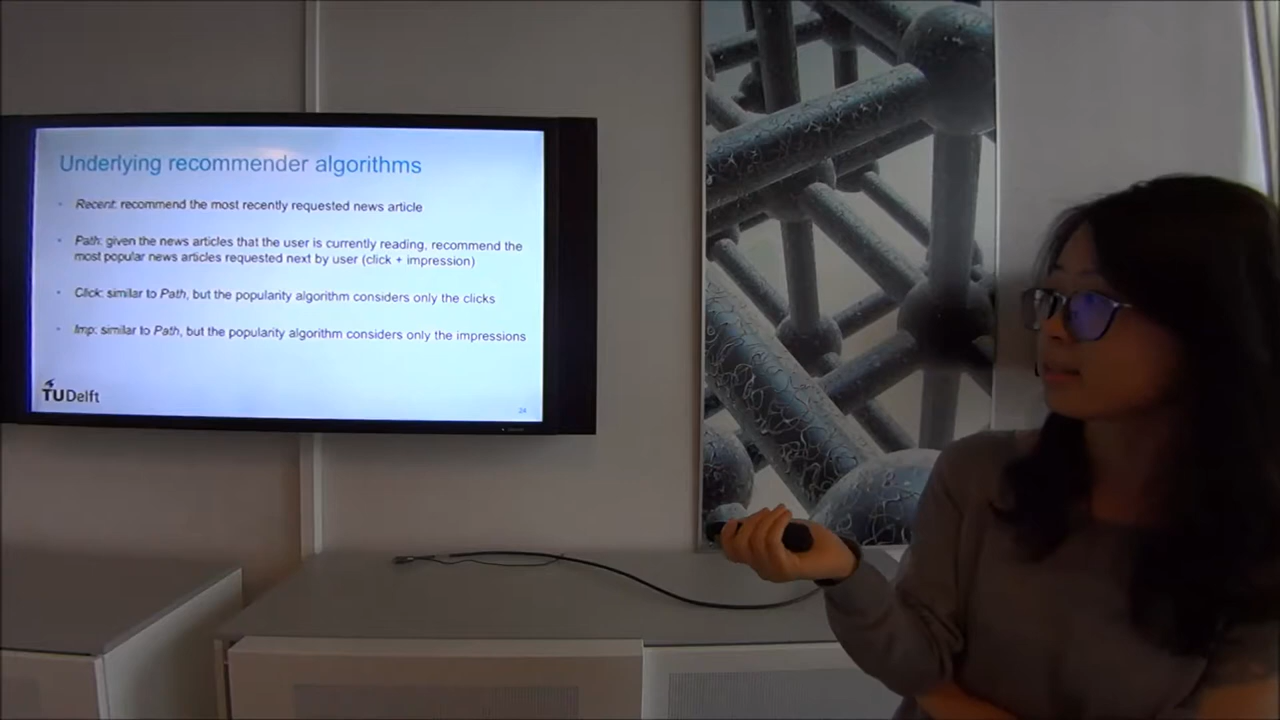 Underlying recommender algorithms
• Recent: recommend the most recently requested news article
• Path: given the news articles that the user is currently reading, recommend the
most popular news articles requested next by user (click + impression)
• Click: similar to Path, but the popularity algorithm considers only the clicks
• Imp: similar to Path, but the popularity algorithm considers only the impressions
TU Delft
24